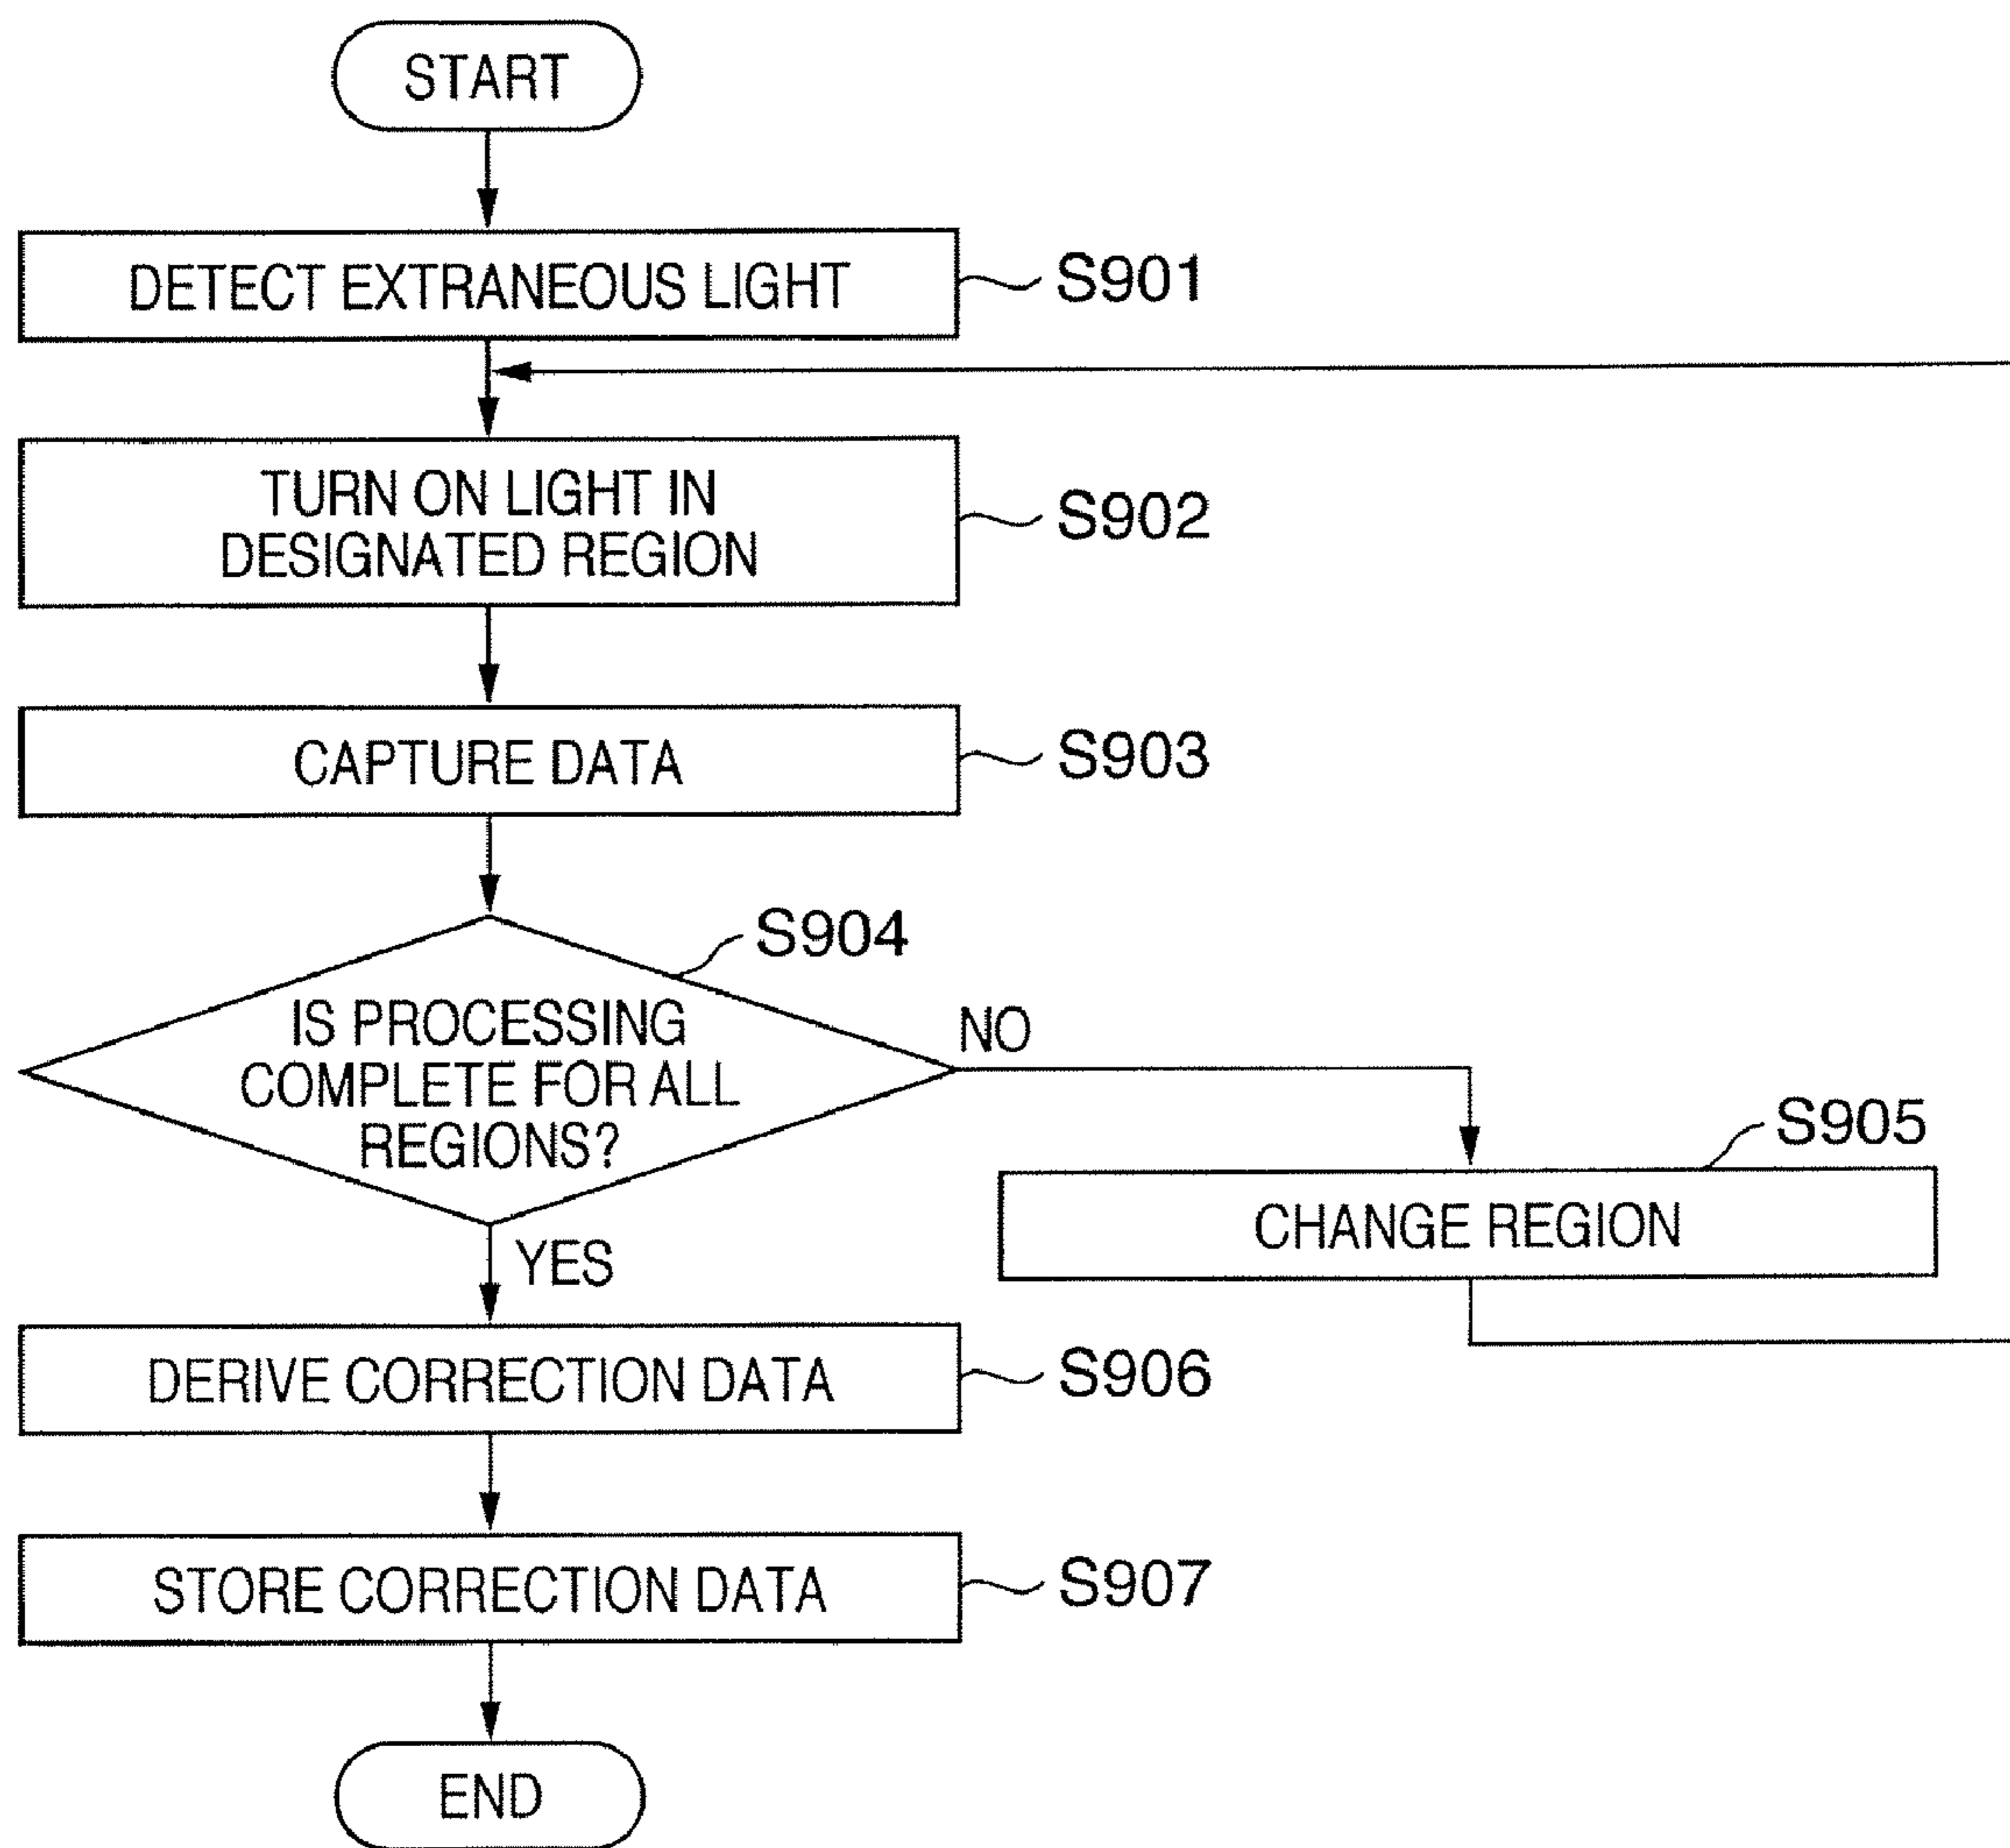 START
DETECT EXTRANEOUS LIGHT
S901
TURN ON LIGHT IN
DESIGNATED REGION
S902
CAPTURE DATA
S903
S904
IS PROCESSING
COMPLETE FOR ALL
REGIONS?
NO
S905
CHANGE REGION
YES
DERIVE CORRECTION DATA
S906
STORE CORRECTION DATA
S907
END